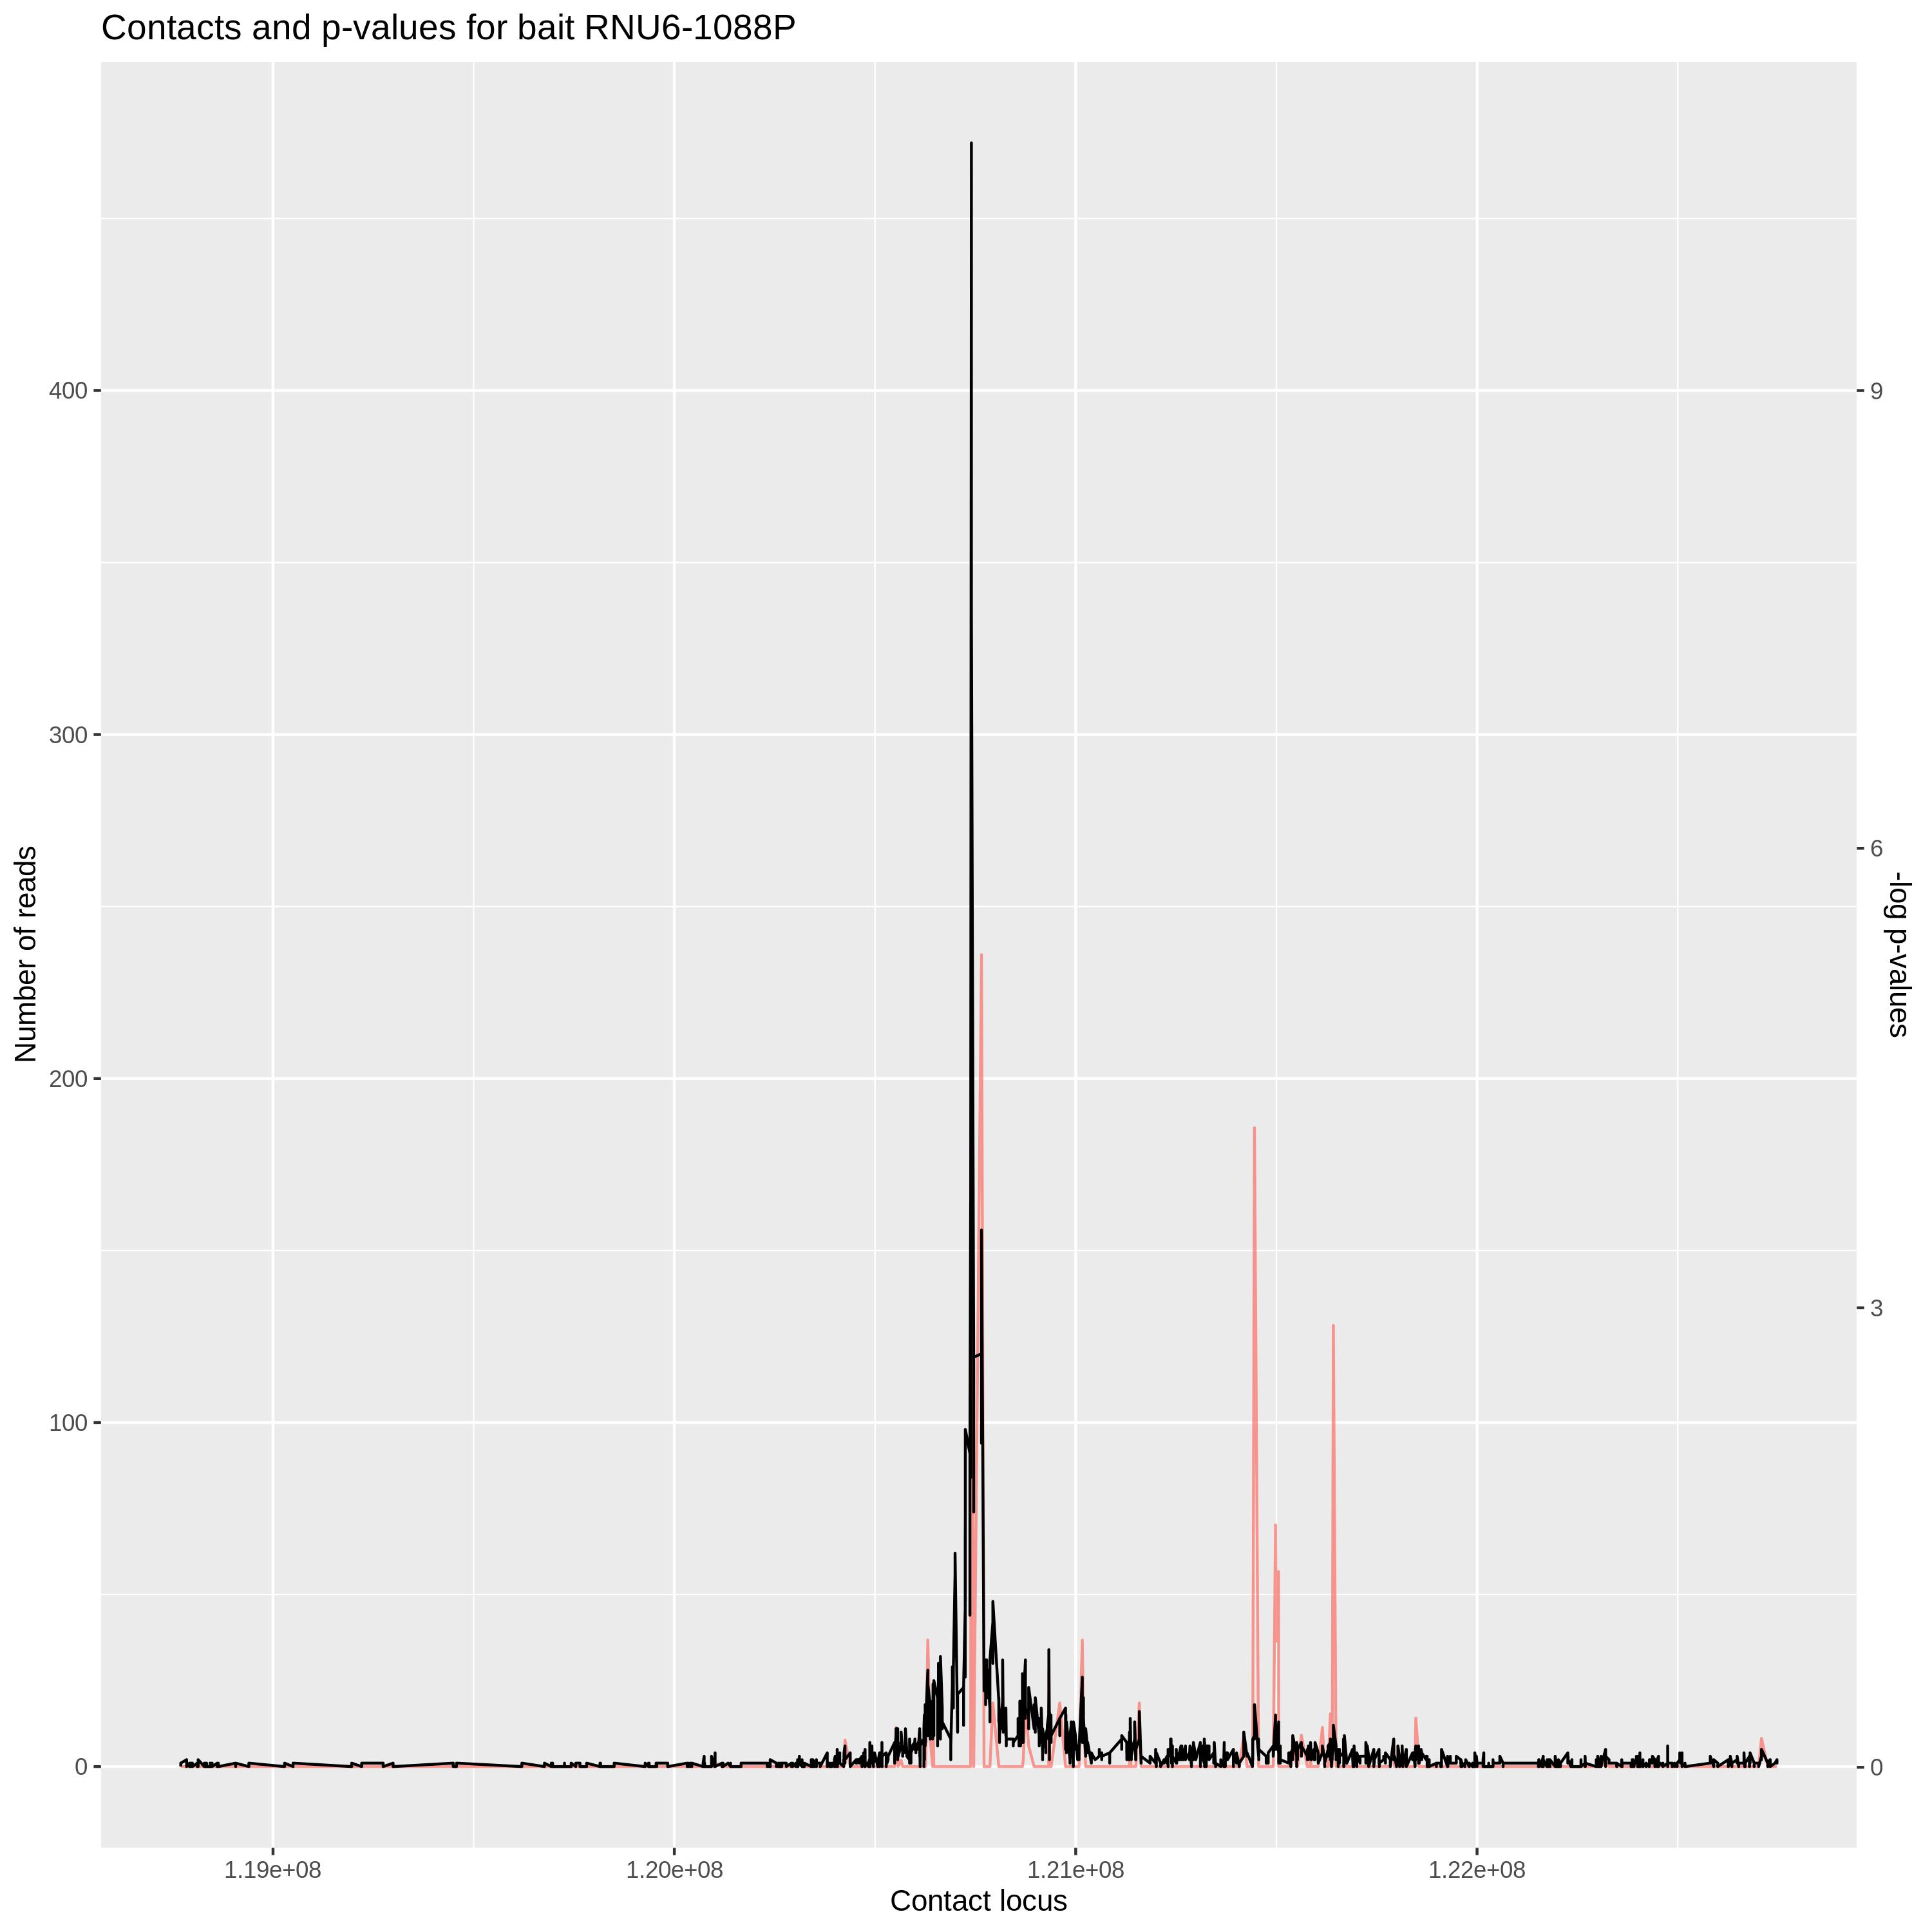 Contacts and p-values for bait RNU6-1088P
400
300
200
100
0
Number of reads
9
6
3
0
-log p-values
1.19e+08
1.20e+08
1.21e+08
1.22e+08
Contact locus